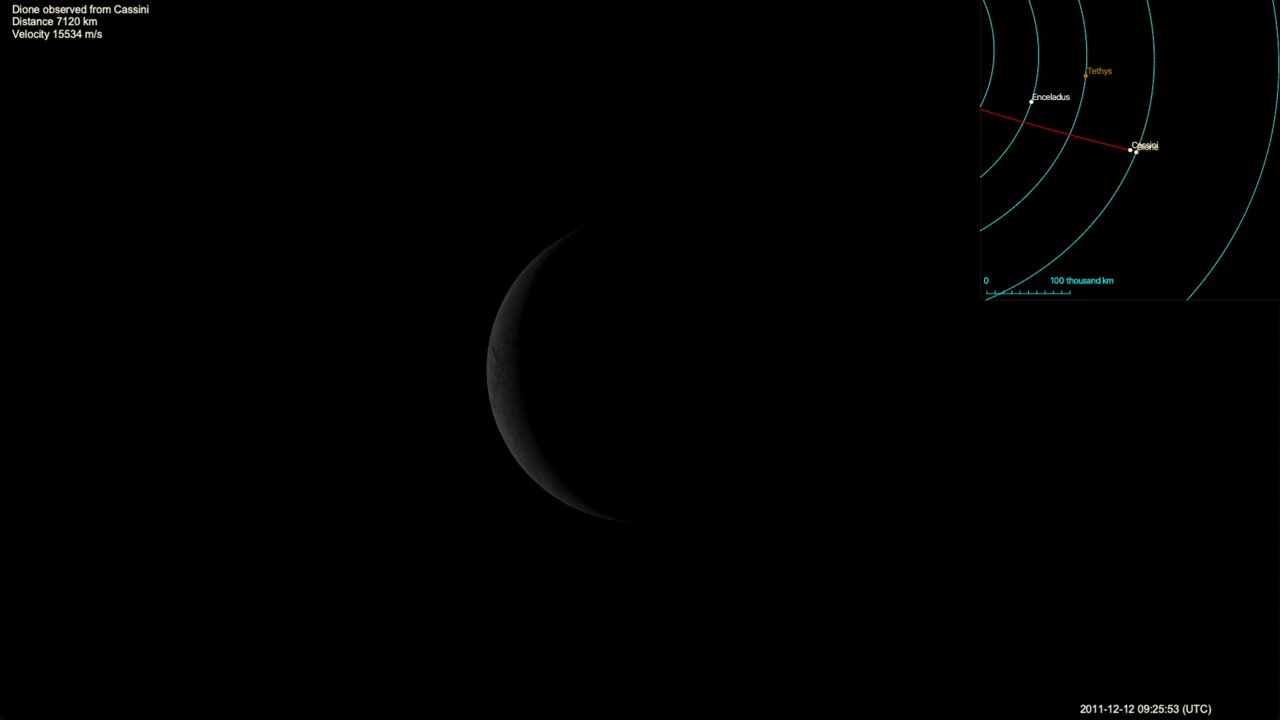 Dione observed from Cassini
Distance 7120 km
Velocity 15534 m/s
Tethys
Enceladus
Cassini
Dione
0 100 thousand km
2011-12-12 09:25:53 (UTC)